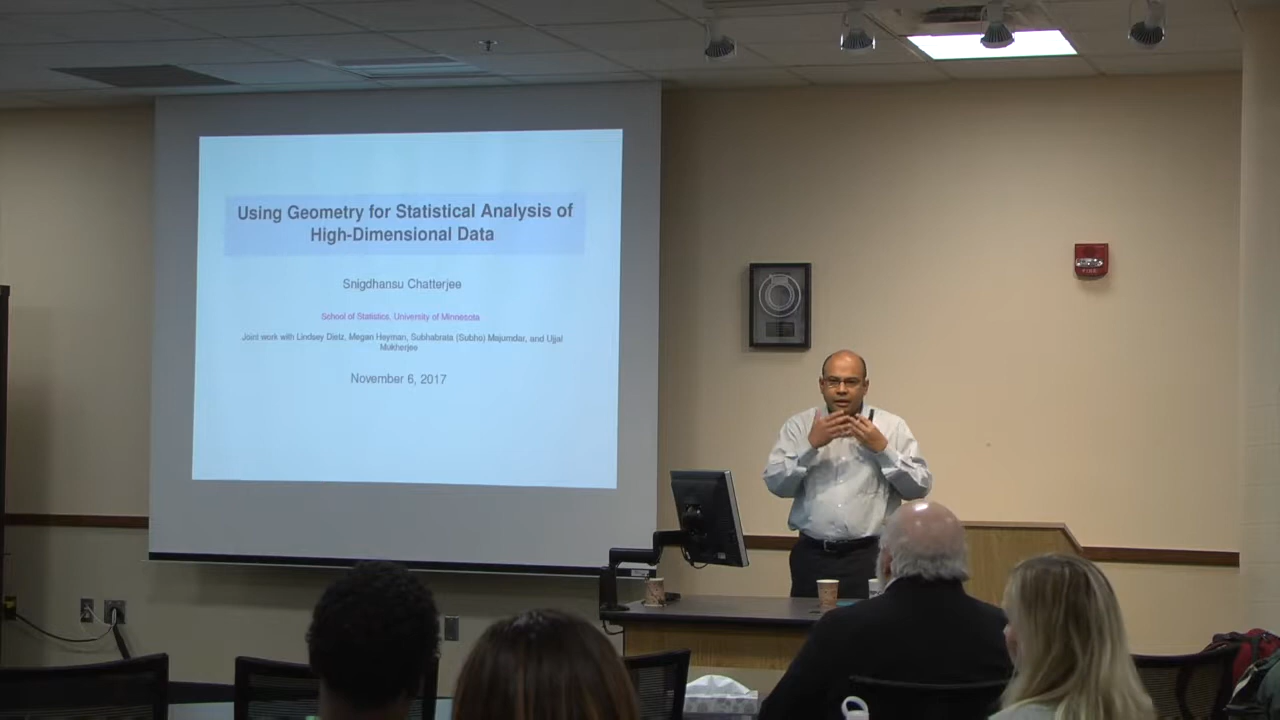 Using Geometry for Statistical Analysis of
High-Dimensional Data
Snigdhansu Chatterjee
School of Statistics, University of Minnesota
Joint work with Lindsey Dietz, Megan Heyman, Subhabrata (Subho) Majumdar, and Ujjal
Mukherjee
November 6, 2017
FIRE